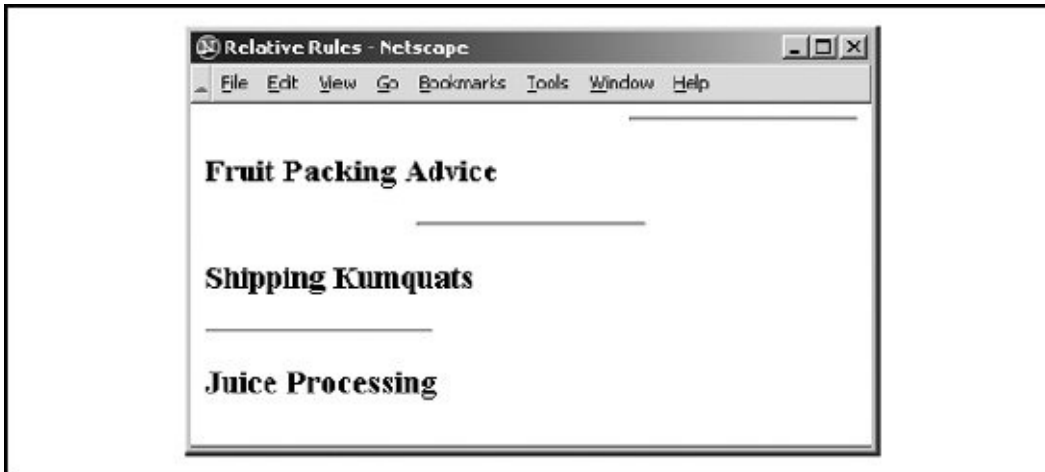 Relative Rules - Netscape
File Edit View Go Bookmarks Tools Window Help
Fruit Packing Advice
Shipping Kumquats
Juice Processing